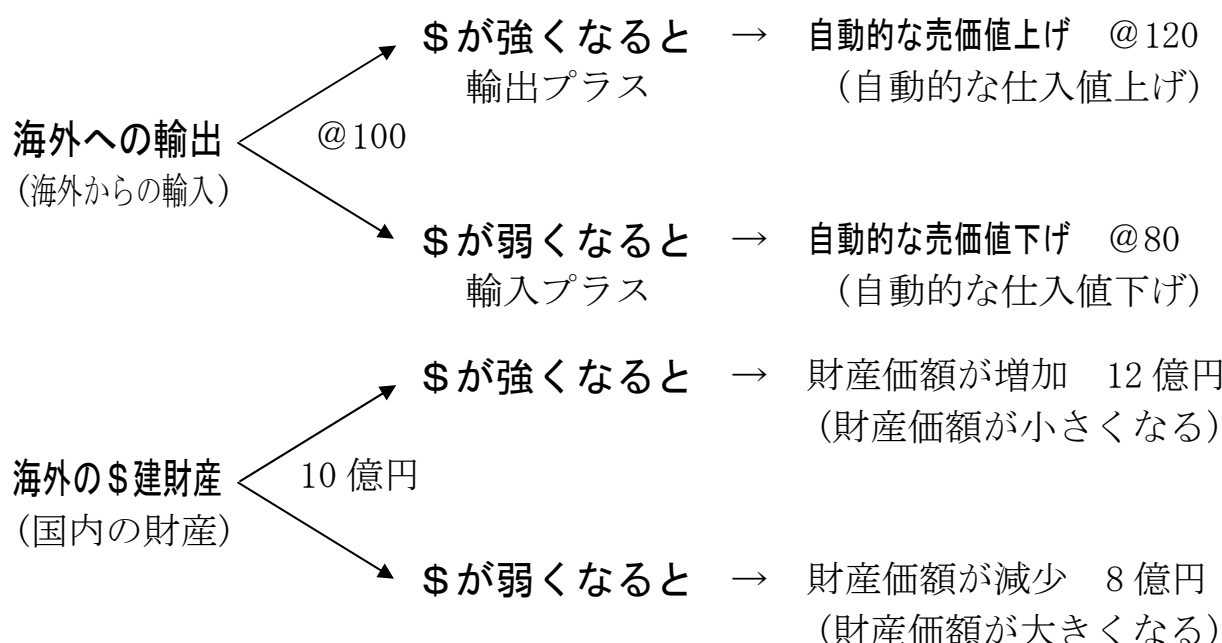 ＄が強くなると → 自動的な売価値上げ @120
輸出プラス (自動的な仕入値上げ)
海外への輸出 @100
(海外からの輸入)
＄が弱くなると → 自動的な売価値下げ @80
輸入プラス (自動的な仕入値下げ)
＄が強くなると → 財産価額が増加 12億円
(財産価額が小さくなる)
海外の＄建財産 10億円
(国内の財産)
＄が弱くなると → 財産価額が減少 8億円
(財産価額が大きくなる)